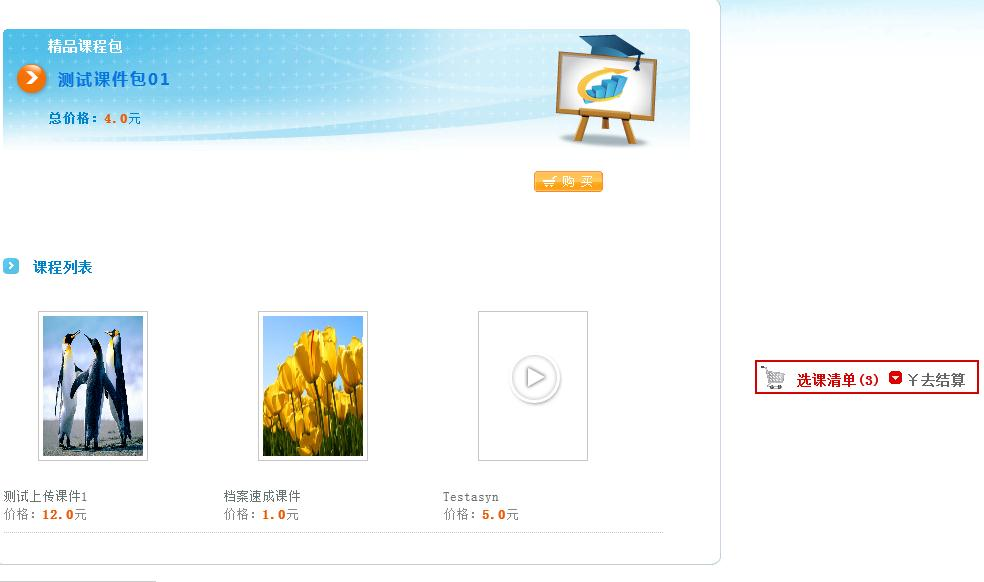 精品课程包
测试课件包01
总价格：4.0元
购 买
课程列表
选课清单(3) ￥去结算
测试上传课件1
价格：12.0元
档案速成课件
价格：1.0元
Testasyn
价格：5.0元